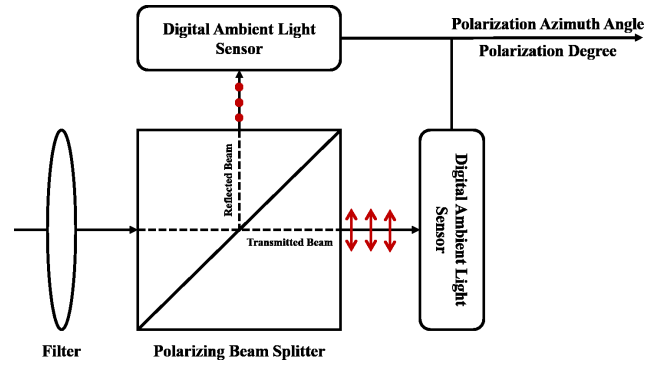 Digital Ambient Light
Sensor
Polarization Azimuth Angle
Polarization Degree
Reflected Beam
Transmitted Beam
Digital Ambient Light
Sensor
Filter
Polarizing Beam Splitter